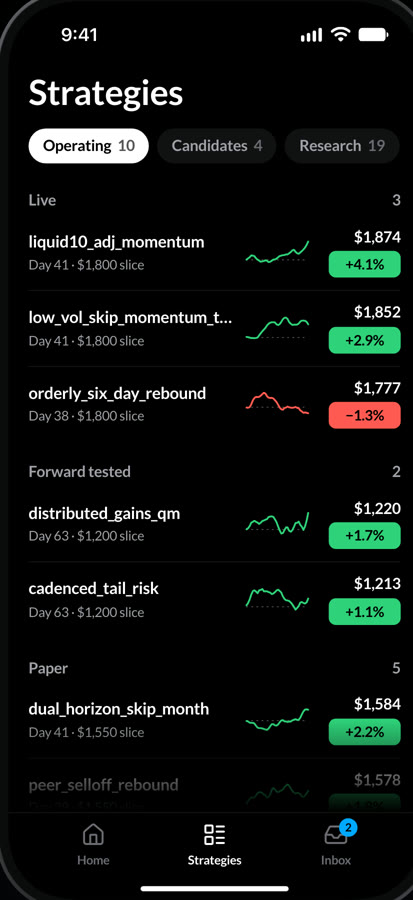 9:41
Strategies
Operating 10 Candidates 4 Research 19
Live 3
liquid10_adj_momentum $1,874
Day 41 · $1,800 slice +4.1%
low_vol_skip_momentum_t... $1,852
Day 41 · $1,800 slice +2.9%
orderly_six_day_rebound $1,777
Day 38 · $1,800 slice −1.3%
Forward tested 2
distributed_gains_qm $1,220
Day 63 · $1,200 slice +1.7%
cadenced_tail_risk $1,213
Day 63 · $1,200 slice +1.1%
Paper 5
dual_horizon_skip_month $1,584
Day 41 · $1,550 slice +2.2%
peer_selloff_rebound $1,578
2
Home Strategies Inbox